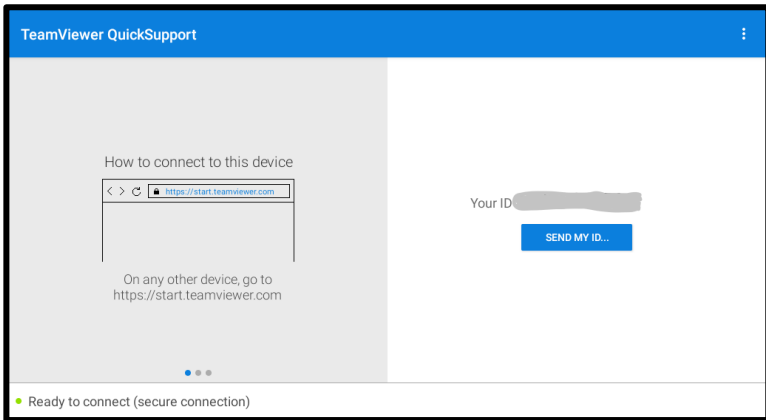 TeamViewer QuickSupport
How to connect to this device
https://start.teamviewer.com
On any other device, go to
https://start.teamviewer.com
Your ID
SEND MY ID...
Ready to connect (secure connection)